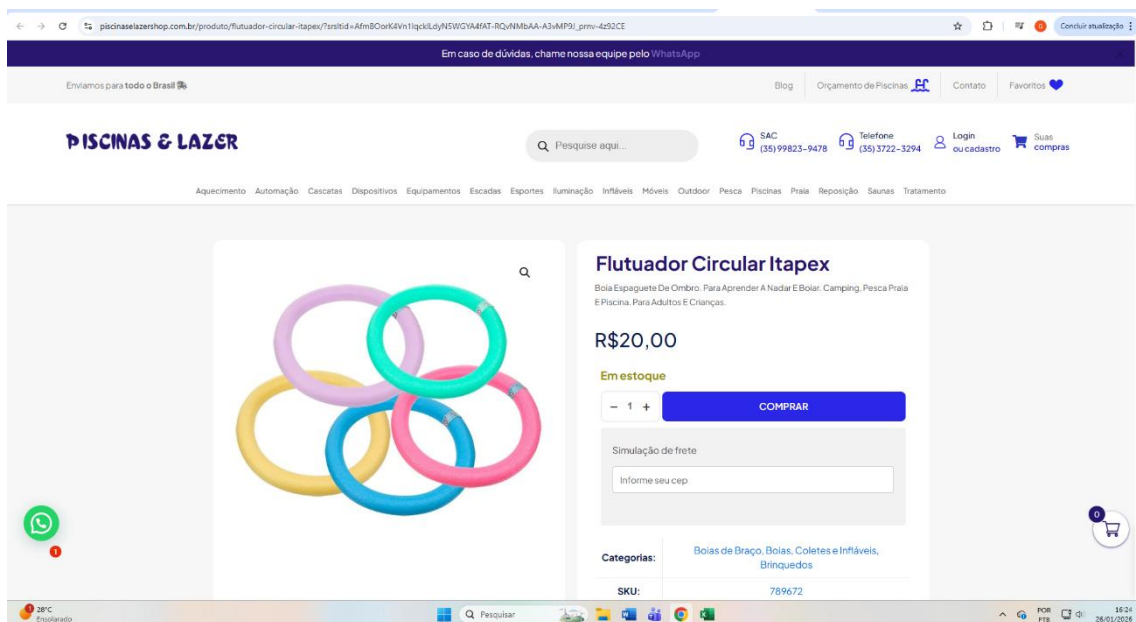 piscinaselazershop.com.br/produto/flutuador-circular-itapex/?srsltid=
Concluir atualização
Em caso de dúvidas, chame nossa equipe pelo WhatsApp
Enviamos para todo o Brasil
Blog
Orçamento de Piscinas
Contato
Favoritos
PISCINAS & LAZER
Pesquise aqui...
SAC
(35) 99823-9478
Telefone
(35) 3722-3294
Login
ou cadastro
Suas
compras
Aquecimento Automação Cascatas Dispositivos Equipamentos Escadas Esportes Iluminação Infláveis Móveis Outdoor Pesca Piscinas Praia Reposição Saunas Tratamento
Flutuador Circular Itapex
Boia Espaguete De Ombro. Para Aprender A Nadar E Boiar. Camping, Pesca Praia
E Piscina. Para Adultos E Crianças.
R$20,00
Em estoque
- 1 +
COMPRAR
Simulação de frete
Informe seu cep
0
1
Categorias:
Boias de Braço, Boias, Coletes e Infláveis,
Brinquedos
SKU:
789672
1
28°C
Ensolarado
Pesquisar
POR
PTB
16:24
26/01/2026